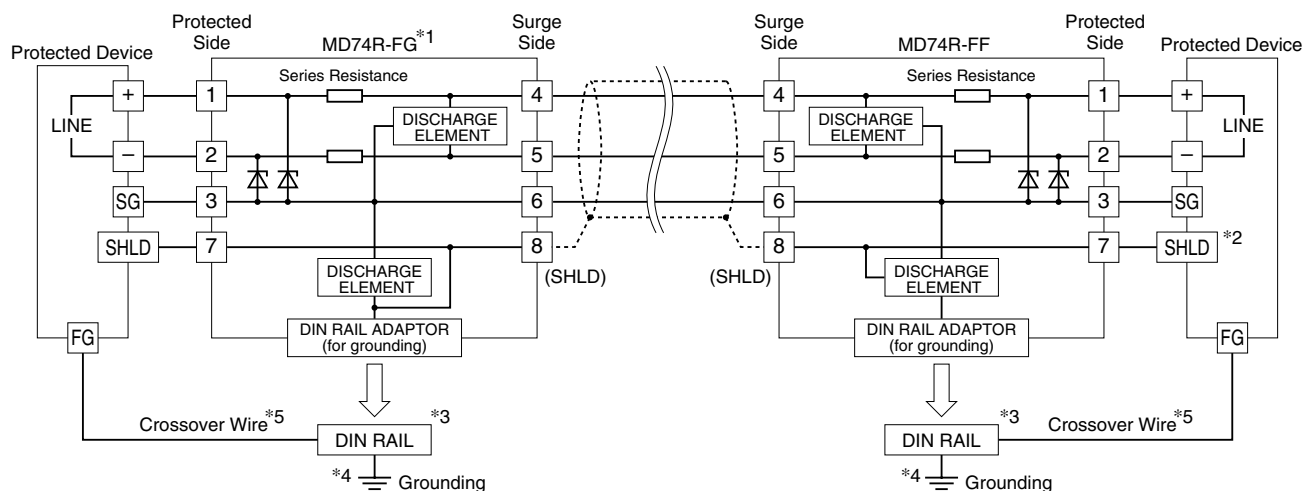 Protected Side
MD74R-FG*1
Surge Side
Surge Side
MD74R-FF
Protected Side
Protected Device
Protected Device
Series Resistance
Series Resistance
+
1
4
4
1
+
DISCHARGE ELEMENT
DISCHARGE ELEMENT
LINE
LINE
−
2
5
5
2
−
SG
3
6
6
3
SG
SHLD
7
8
8
7
SHLD
*2
(SHLD)
(SHLD)
DISCHARGE ELEMENT
DISCHARGE ELEMENT
FG
DIN RAIL ADAPTOR
(for grounding)
DIN RAIL ADAPTOR
(for grounding)
FG
Crossover Wire*5
DIN RAIL
*3
DIN RAIL
*3
Crossover Wire*5
*4
Grounding
*4
Grounding